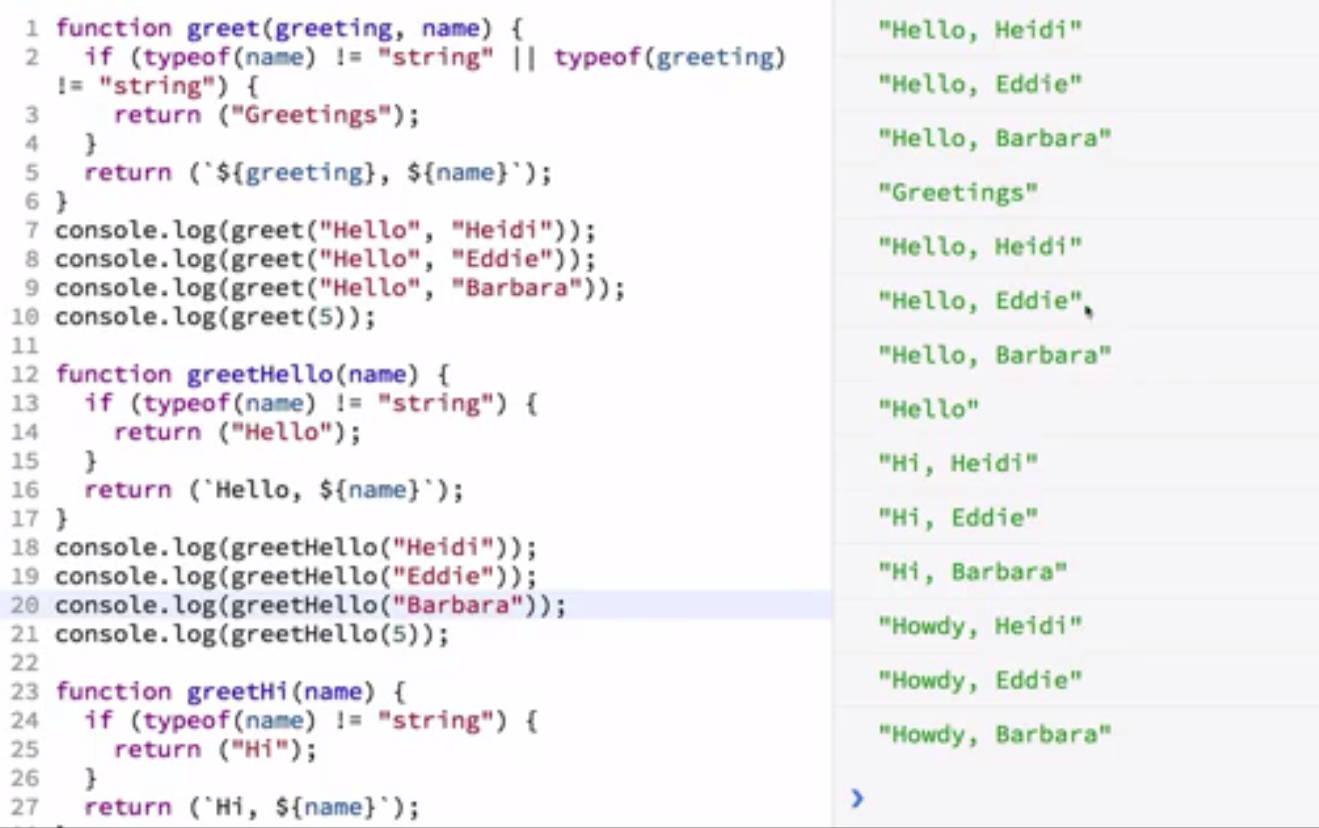 1 function greet(greeting, name) {
2   if (typeof(name) != "string" || typeof(greeting)
!= "string") {
3     return ("Greetings");
4   }
5   return (`${greeting}, ${name}`);
6 }
7 console.log(greet("Hello", "Heidi"));
8 console.log(greet("Hello", "Eddie"));
9 console.log(greet("Hello", "Barbara"));
10 console.log(greet(5));
11
12 function greetHello(name) {
13   if (typeof(name) != "string") {
14     return ("Hello");
15   }
16   return (`Hello, ${name}`);
17 }
18 console.log(greetHello("Heidi"));
19 console.log(greetHello("Eddie"));
20 console.log(greetHello("Barbara"));
21 console.log(greetHello(5));
22
23 function greetHi(name) {
24   if (typeof(name) != "string") {
25     return ("Hi");
26   }
27   return (`Hi, ${name}`);
"Hello, Heidi"
"Hello, Eddie"
"Hello, Barbara"
"Greetings"
"Hello, Heidi"
"Hello, Eddie"
"Hello, Barbara"
"Hello"
"Hi, Heidi"
"Hi, Eddie"
"Hi, Barbara"
"Howdy, Heidi"
"Howdy, Eddie"
"Howdy, Barbara"